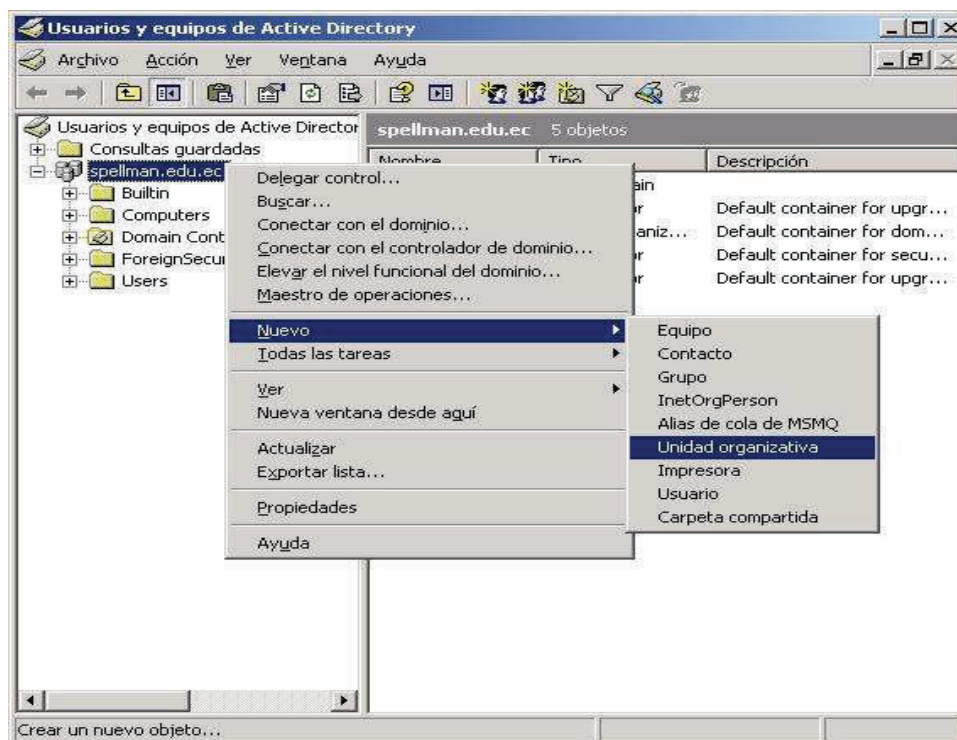 Usuarios y equipos de Active Directory
Archivo Acción Ver Ventana Ayuda
Usuarios y equipos de Active Director
Consultas guardadas
spellman.edu.ec
Builtin
Computers
Domain Cont
ForeignSecur
Users
spellman.edu.ec 5 objetos
Nombre Tipo Descripción
ain
or Default container for upgr...
aniz... Default container for dom...
or Default container for secu...
or Default container for upgr...
Delegar control...
Buscar...
Conectar con el dominio...
Conectar con el controlador de dominio...
Elevar el nivel funcional del dominio...
Maestro de operaciones...
Nuevo
Todas las tareas
Ver
Nueva ventana desde aquí
Actualizar
Exportar lista...
Propiedades
Ayuda
Equipo
Contacto
Grupo
InetOrgPerson
Alias de cola de MSMQ
Unidad organizativa
Impresora
Usuario
Carpeta compartida
Crear un nuevo objeto...